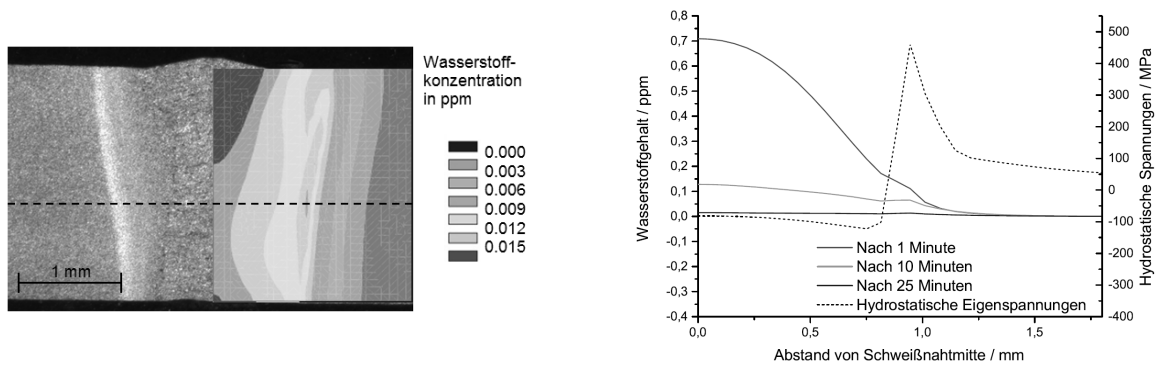 Wasserstoff-
konzentration
in ppm
0.000
0.003
0.006
0.009
0.012
0.015
1 mm
0,8
0,7
0,6
0,5
0,4
0,3
0,2
0,1
0,0
-0,1
-0,2
-0,3
-0,4
Wasserstoffgehalt / ppm
500
400
300
200
100
0
-100
-200
-300
-400
Hydrostatische Spannungen / MPa
Nach 1 Minute
Nach 10 Minuten
Nach 25 Minuten
Hydrostatische Eigenspannungen
0,0 0,5 1,0 1,5
Abstand von Schweißnahtmitte / mm